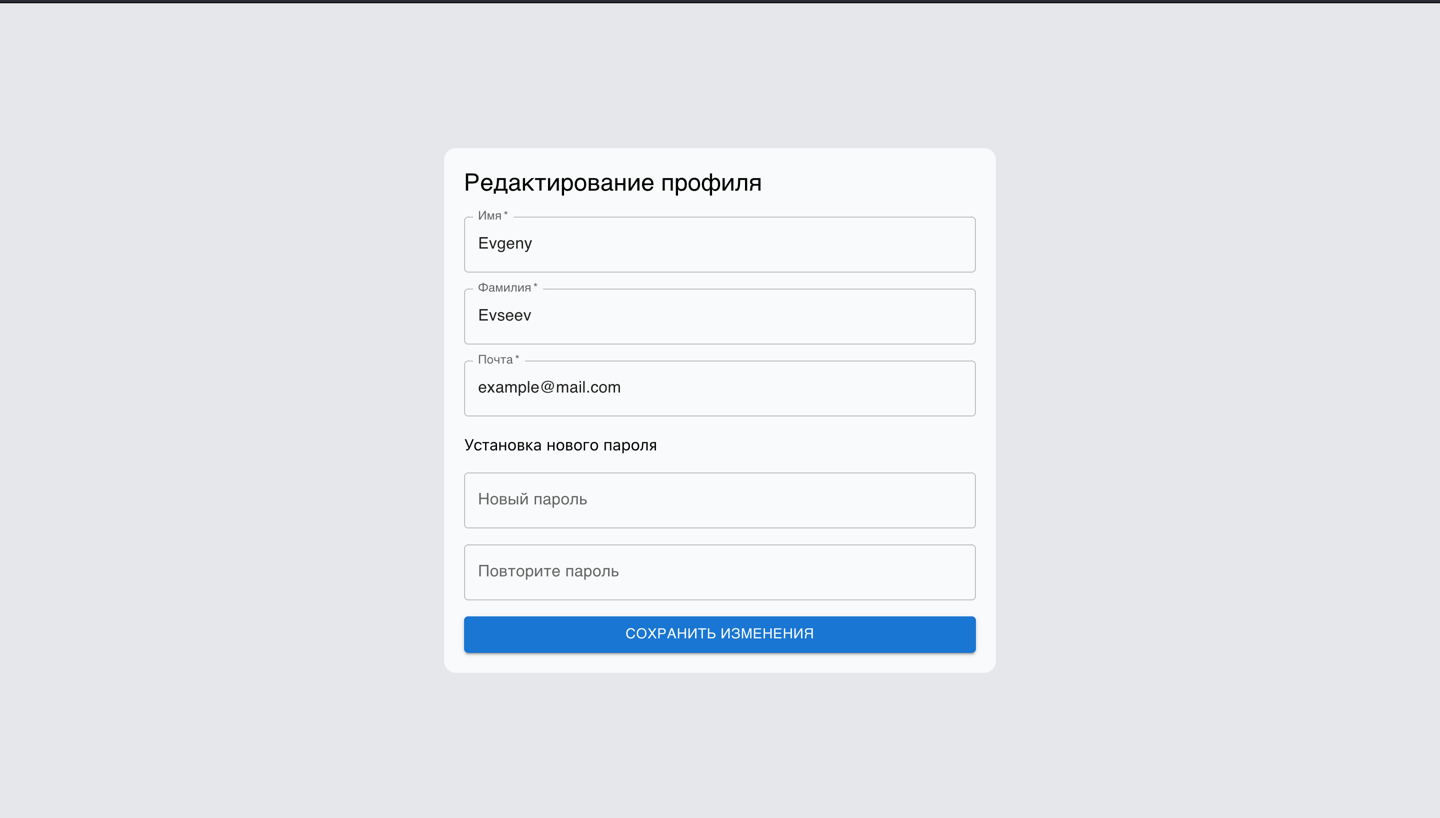 Редактирование профиля
Имя *
Evgeny
Фамилия *
Evseev
Почта *
example@mail.com
Установка нового пароля
Новый пароль
Повторите пароль
СОХРАНИТЬ ИЗМЕНЕНИЯ